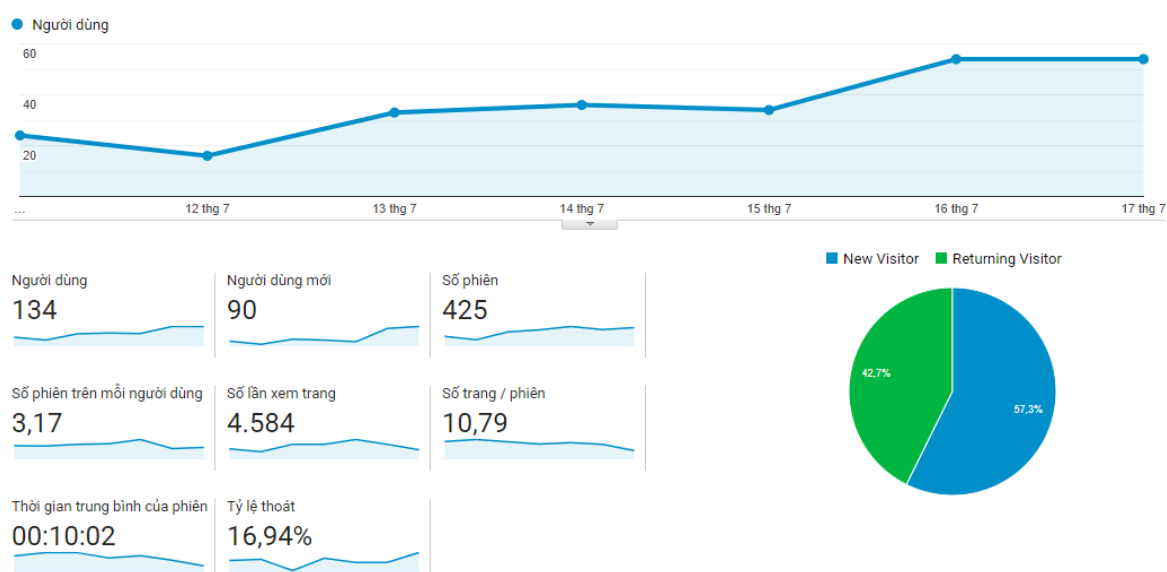 Người dùng
60
40
20
...
12 thg 7
13 thg 7
14 thg 7
15 thg 7
16 thg 7
17 thg 7
New Visitor
Returning Visitor
Người dùng
134
Người dùng mới
90
Số phiên
425
Số phiên trên mỗi người dùng
3,17
Số lần xem trang
4.584
Số trang / phiên
10,79
Thời gian trung bình của phiên
00:10:02
Tỷ lệ thoát
16,94%
42,7%
57,3%